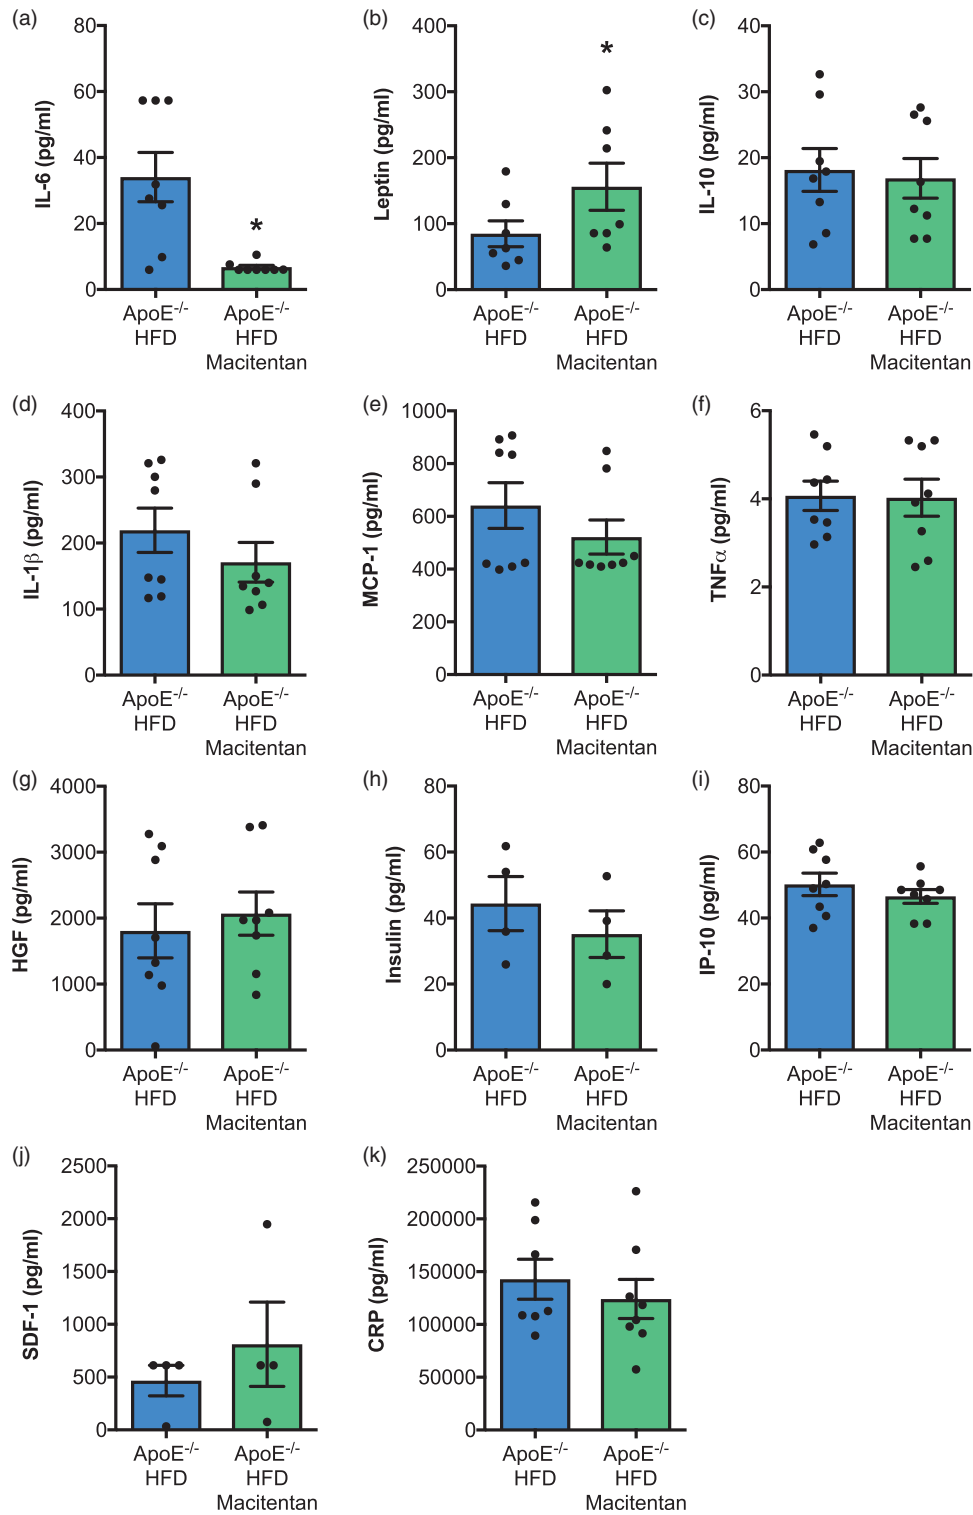 (a)
80
60
40
20
0
IL-6 (pg/ml)
*
ApoE-/-
HFD
ApoE-/-
HFD
Macitentan
(b)
400
300
200
100
0
Leptin (pg/ml)
*
ApoE-/-
HFD
ApoE-/-
HFD
Macitentan
(c)
40
30
20
10
0
IL-10 (pg/ml)
ApoE-/-
HFD
ApoE-/-
HFD
Macitentan
(d)
400
300
200
100
0
IL-1β (pg/ml)
ApoE-/-
HFD
ApoE-/-
HFD
Macitentan
(e)
1000
800
600
400
200
0
MCP-1 (pg/ml)
ApoE-/-
HFD
ApoE-/-
HFD
Macitentan
(f)
6
4
2
0
TNFα (pg/ml)
ApoE-/-
HFD
ApoE-/-
HFD
Macitentan
(g)
4000
3000
2000
1000
0
HGF (pg/ml)
ApoE-/-
HFD
ApoE-/-
HFD
Macitentan
(h)
80
60
40
20
0
Insulin (pg/ml)
ApoE-/-
HFD
ApoE-/-
HFD
Macitentan
(i)
80
60
40
20
0
IP-10 (pg/ml)
ApoE-/-
HFD
ApoE-/-
HFD
Macitentan
(j)
2500
2000
1500
1000
500
0
SDF-1 (pg/ml)
ApoE-/-
HFD
ApoE-/-
HFD
Macitentan
(k)
250000
200000
150000
100000
50000
0
CRP (pg/ml)
ApoE-/-
HFD
ApoE-/-
HFD
Macitentan